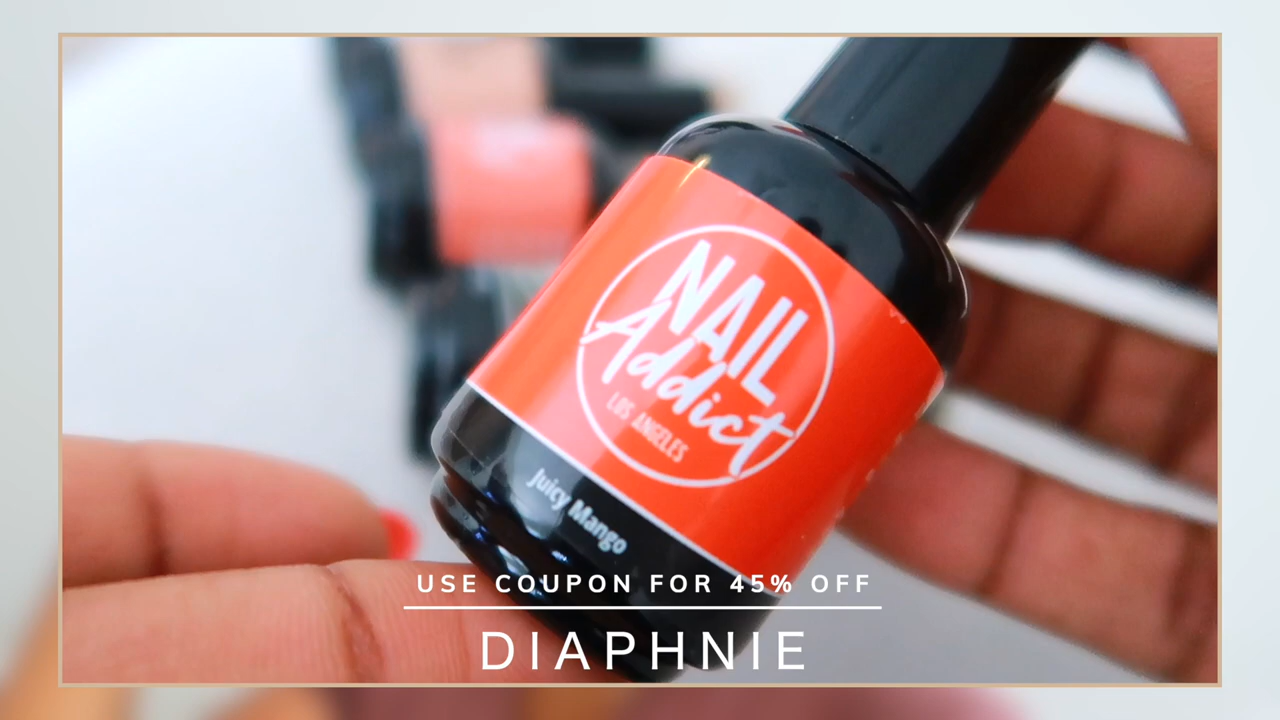 NAIL
Addict
LOS ANGELES
Juicy Mango
USE COUPON FOR 45% OFF
DIAPHNIE